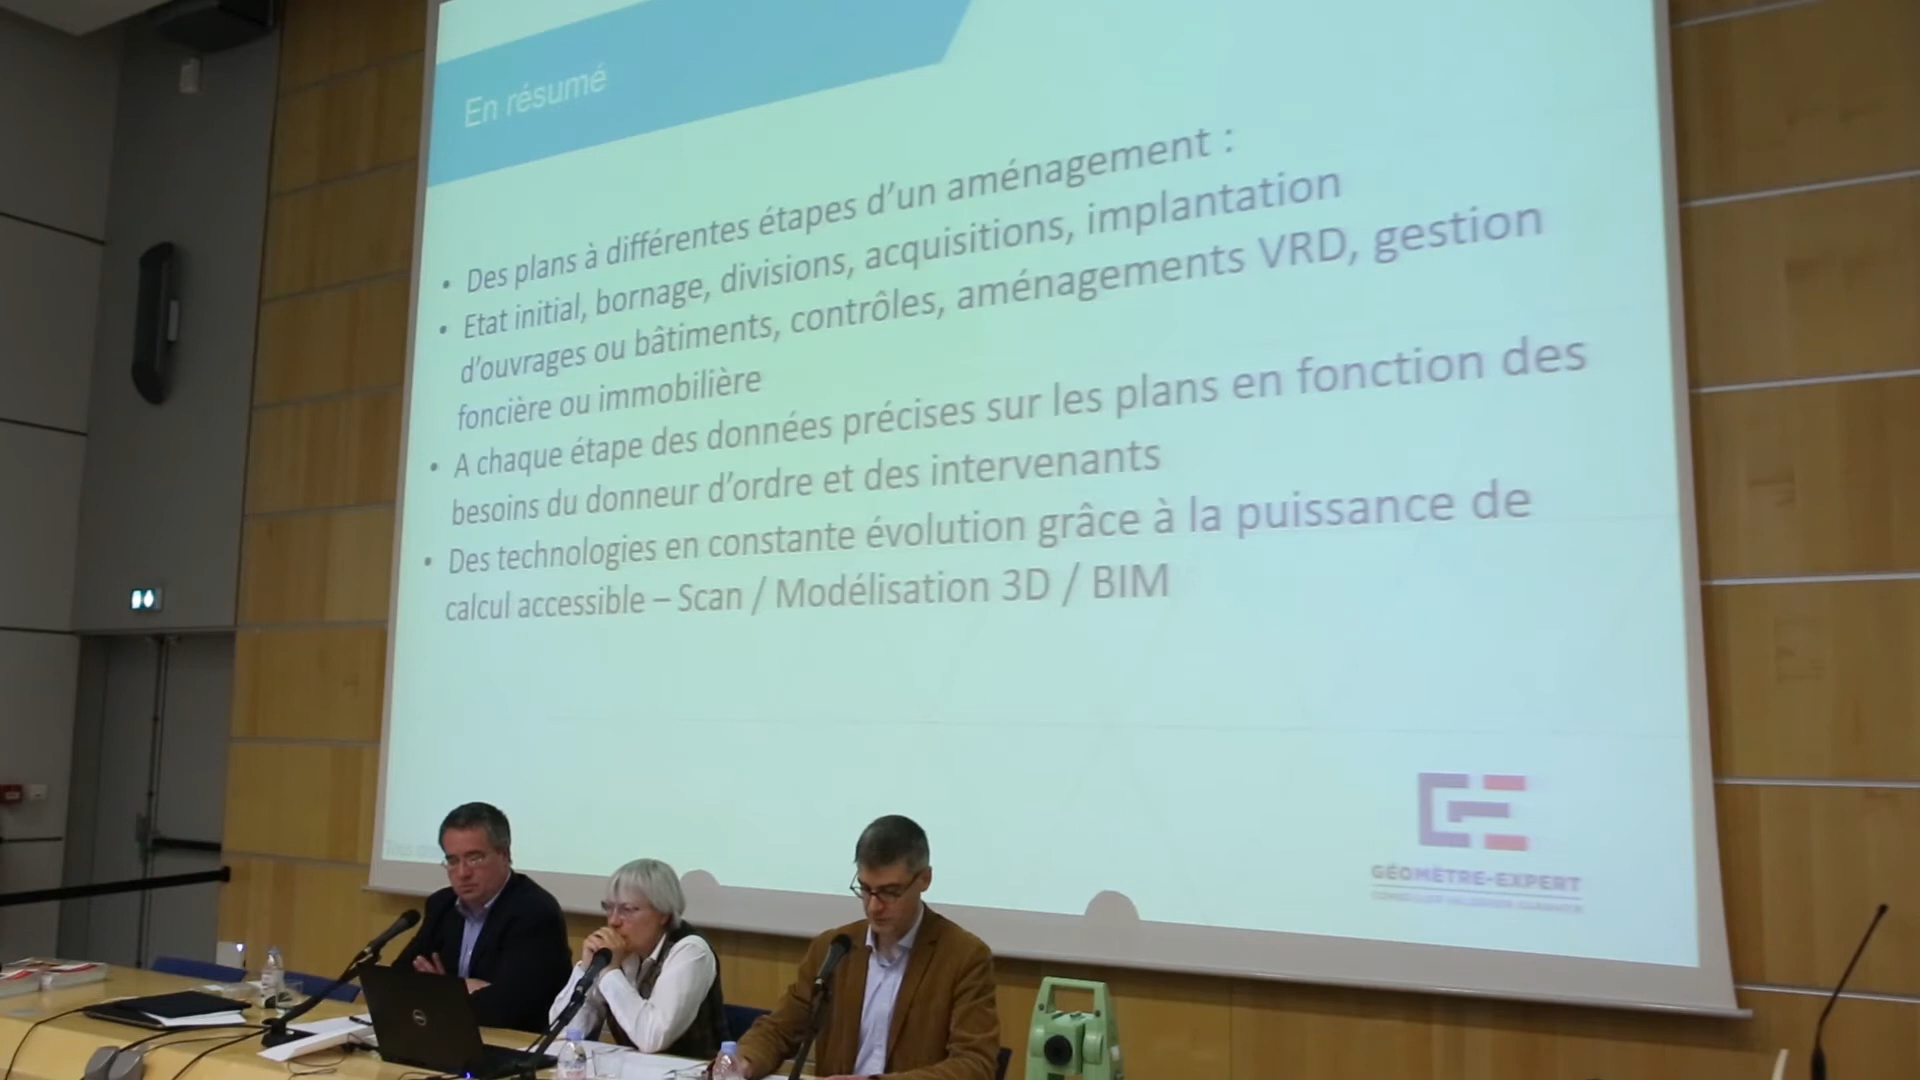 En résumé
• Des plans à différentes étapes d'un aménagement :
• Etat initial, bornage, divisions, acquisitions, implantation
d'ouvrages ou bâtiments, contrôles, aménagements VRD, gestion
foncière ou immobilière
• A chaque étape des données précises sur les plans en fonction des
besoins du donneur d'ordre et des intervenants
• Des technologies en constante évolution grâce à la puissance de
calcul accessible – Scan / Modélisation 3D / BIM
GE
GÉOMÈTRE-EXPERT
DELL